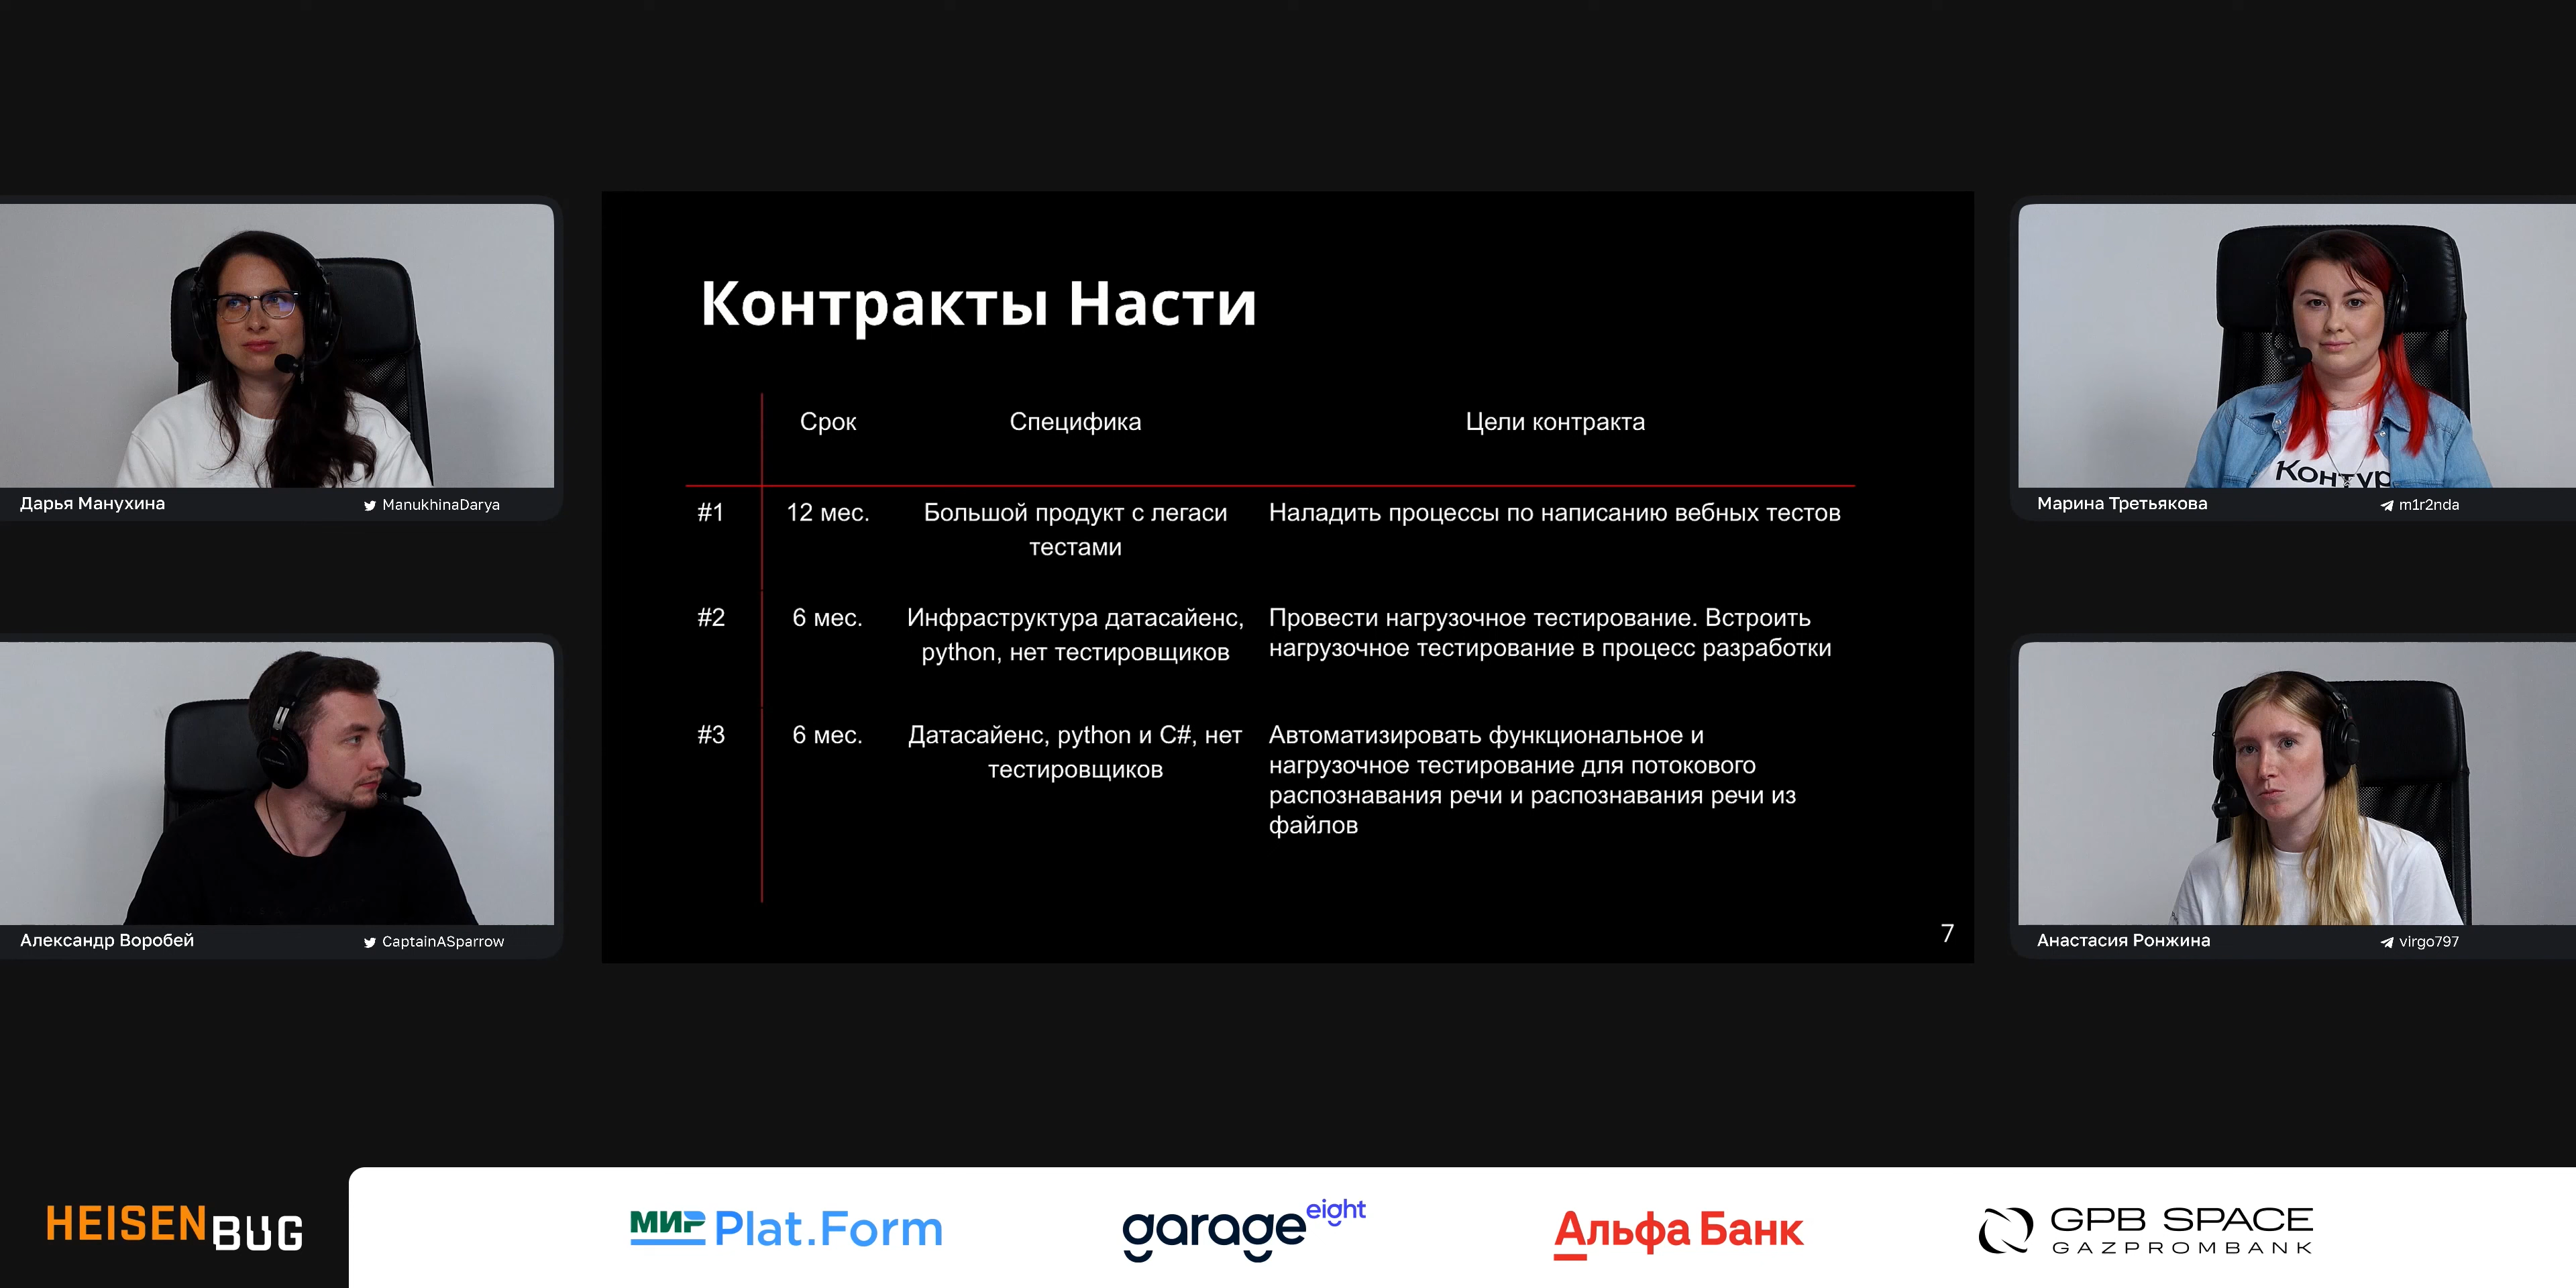 Дарья Манухина
ManukhinaDarya
Александр Воробей
CaptainASparrow
Контракты Насти
Срок
Специфика
Цели контракта
#1
12 мес.
Большой продукт с легаси
тестами
Наладить процессы по написанию вебных тестов
#2
6 мес.
Инфраструктура датасайенс,
python, нет тестировщиков
Провести нагрузочное тестирование. Встроить
нагрузочное тестирование в процесс разработки
#3
6 мес.
Датасайенс, python и C#, нет
тестировщиков
Автоматизировать функциональное и
нагрузочное тестирование для потокового
распознавания речи и распознавания речи из
файлов
7
Контур
Марина Третьякова
m1r2nda
Анастасия Ронжина
virgo797
HEISENBUG
МИР Plat.Form
garage eight
Альфа Банк
GPB SPACE
GAZPROMBANK